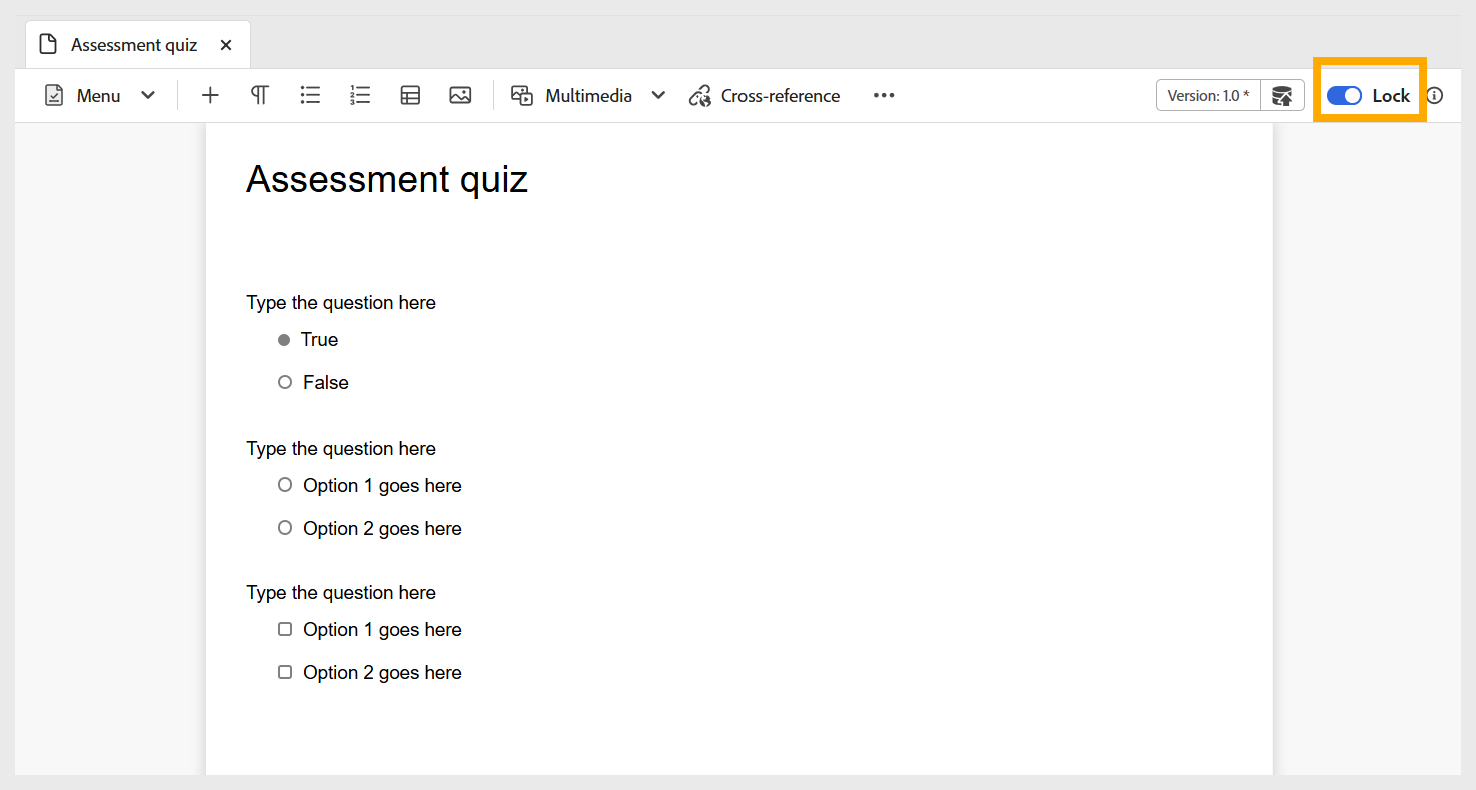 Assessment quiz
Menu Multimedia Cross-reference Version: 1.0 * Lock
Assessment quiz
Type the question here
True
False
Type the question here
Option 1 goes here
Option 2 goes here
Type the question here
Option 1 goes here
Option 2 goes here